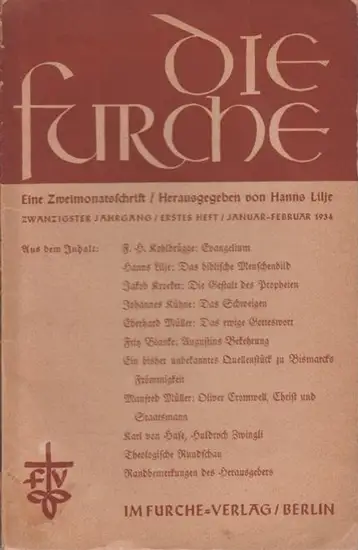 DIE
FURCHE
Eine Zweimonatsschrift / Herausgegeben von Hanns Lilje
ZWANZIGSTER JAHRGANG / ERSTES HEFT / JANUAR-FEBRUAR 1934
Aus dem Inhalt:
F. H. Kohlbrügge: Evangelium
Hanns Lilje: Das biblische Menschenbild
Jakob Kroeker: Die Gestalt des Propheten
Johannes Kühne: Das Schweigen
Eberhard Müller: Das ewige Gotteswort
Fritz Blanke: Augustins Bekehrung
Ein bisher unbekanntes Quellenstück zu Bismarcks
Frömmigkeit
Manfred Müller: Oliver Cromwell, Christ und
Staatsmann
Karl von Hase, Huldrych Zwingli
Theologische Rundschau
Randbemerkungen des Herausgebers
FV
IM FURCHE=VERLAG / BERLIN